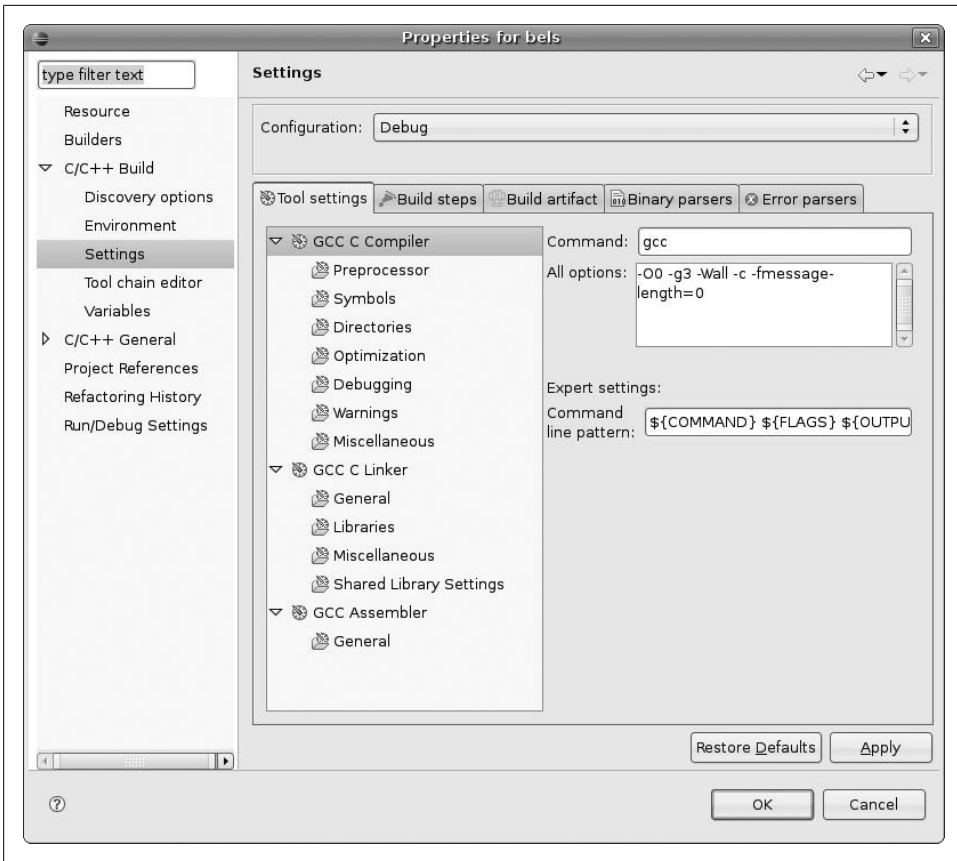 Properties for bels
type filter text
Resource
Builders
C/C++ Build
Discovery options
Environment
Settings
Tool chain editor
Variables
C/C++ General
Project References
Refactoring History
Run/Debug Settings
Settings
Configuration: Debug
Tool settings Build steps Build artifact Binary parsers Error parsers
GCC C Compiler
Preprocessor
Symbols
Directories
Optimization
Debugging
Warnings
Miscellaneous
GCC C Linker
General
Libraries
Miscellaneous
Shared Library Settings
GCC Assembler
General
Command: gcc
All options: -O0 -g3 -Wall -c -fmessage-
length=0
Expert settings:
Command
line pattern: ${COMMAND} ${FLAGS} ${OUTPU
Restore Defaults Apply
OK Cancel